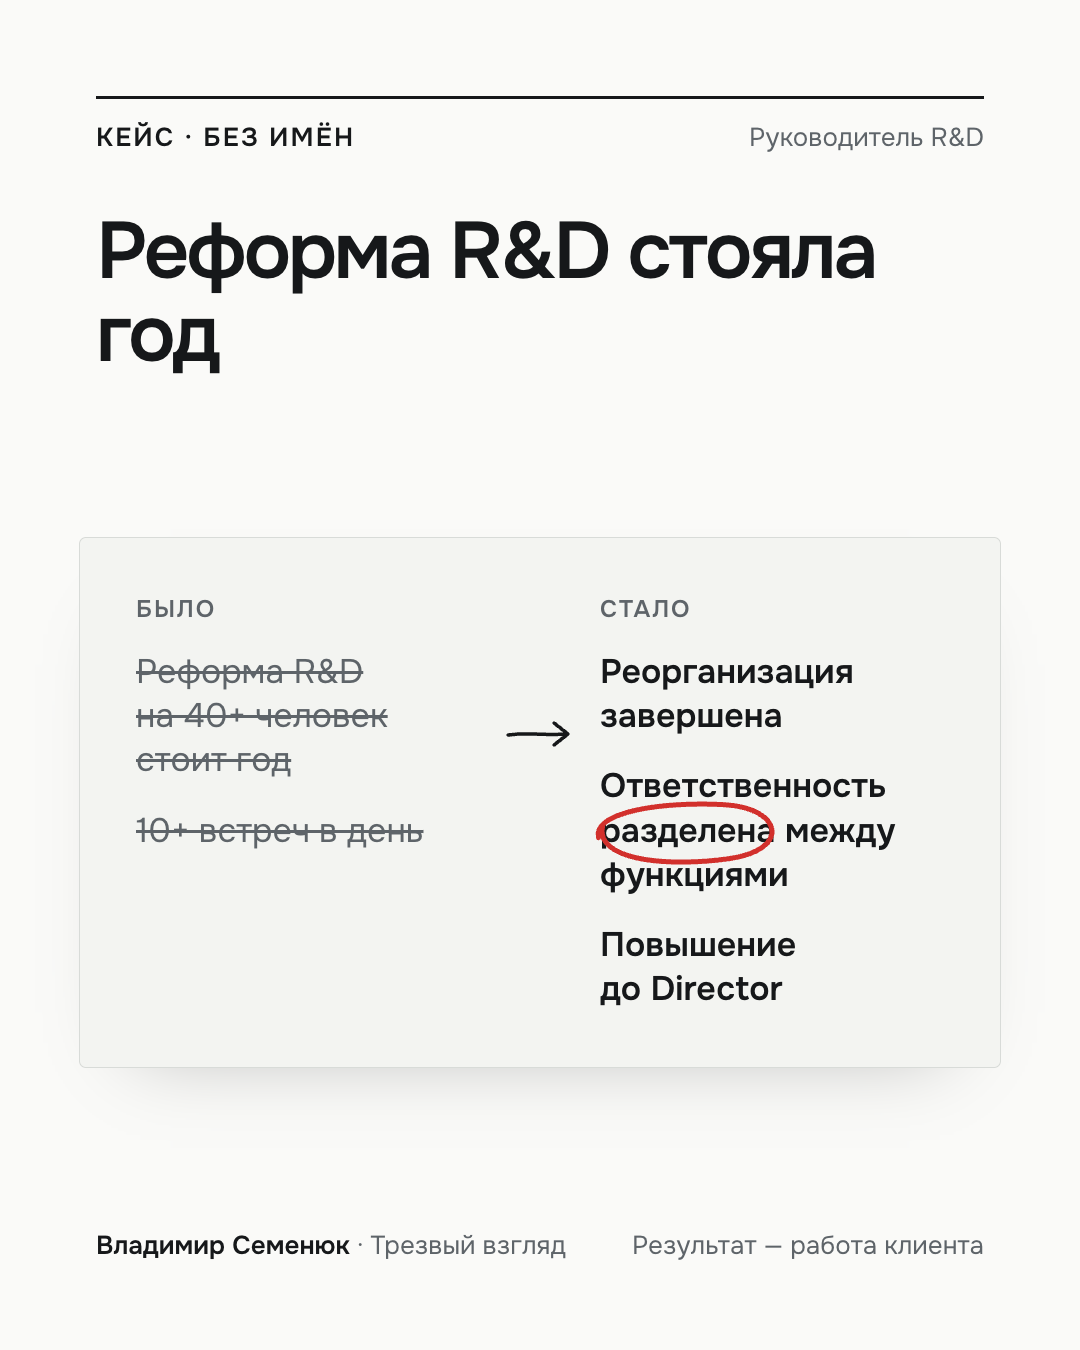 КЕЙС · БЕЗ ИМЁН
Руководитель R&D
Реформа R&D стояла
год
БЫЛО
Реформа R&D
на 40+ человек
стоит год
10+ встреч в день
СТАЛО
Реорганизация
завершена
Ответственность
разделена между
функциями
Повышение
до Director
Владимир Семенюк · Трезвый взгляд
Результат — работа клиента